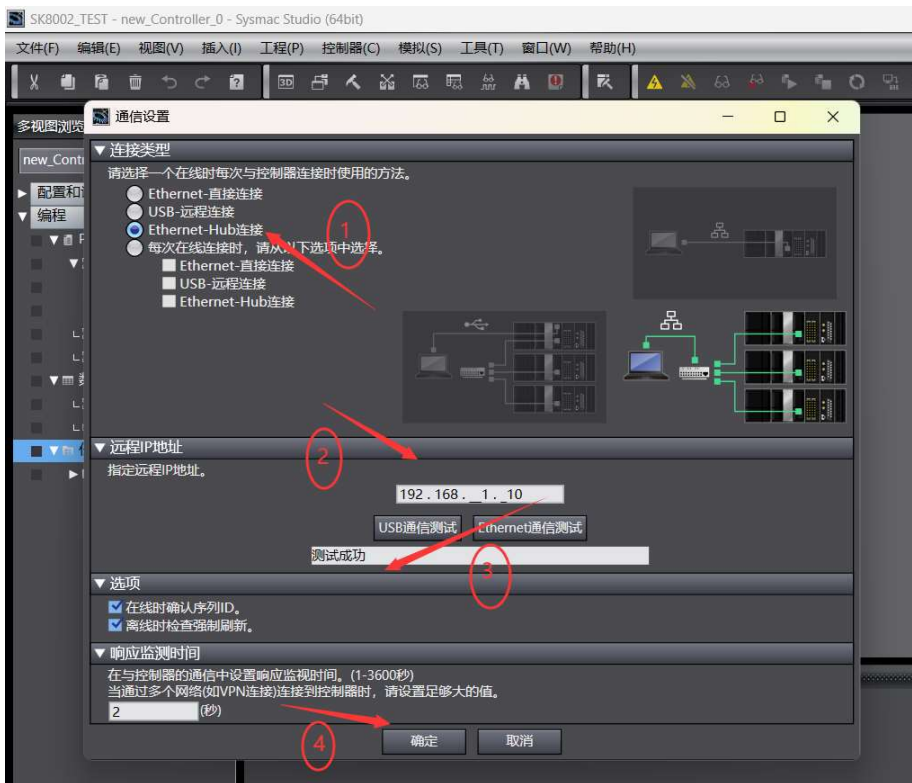 SK8002_TEST - new_Controller_0 - Sysmac Studio (64bit)
文件(F) 编辑(E) 视图(V) 插入(I) 工程(P) 控制器(C) 模拟(S) 工具(T) 窗口(W) 帮助(H)
3D
多视图浏览
通信设置
new_Contr
▼连接类型
请选择一个在线时每次与控制器连接时使用的方法。
配置和
Ethernet-直接连接
编程
USB-远程连接
Ethernet-Hub连接
1
每次在线连接时，请从以下选项中选择。
Ethernet-直接连接
USB-远程连接
Ethernet-Hub连接
▼远程IP地址
2
指定远程IP地址。
192.168.__1._10
USB通信测试 Ethernet通信测试
测试成功
3
▼选项
在线时确认序列ID。
离线时检查强制刷新。
▼响应监测时间
在与控制器的通信中设置响应监视时间。(1-3600秒)
当通过多个网络(如VPN连接)连接到控制器时，请设置足够大的值。
2 (秒)
4
确定 取消